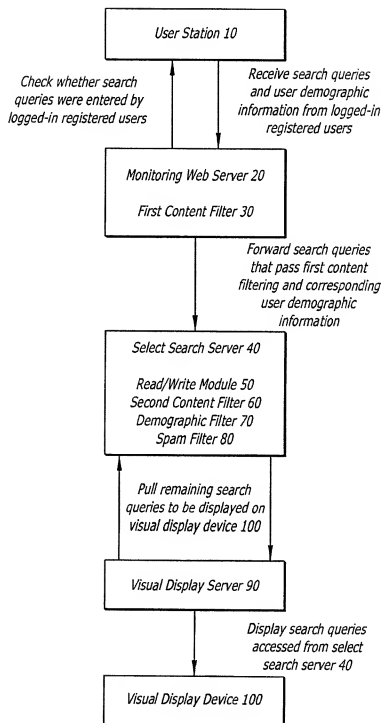 User Station 10
Check whether search
queries were entered by
logged-in registered users
Receive search queries
and user demographic
information from logged-in
registered users
Monitoring Web Server 20
First Content Filter 30
Forward search queries
that pass first content
filtering and corresponding
user demographic
information
Select Search Server 40
Read/Write Module 50
Second Content Filter 60
Demographic Filter 70
Spam Filter 80
Pull remaining search
queries to be displayed on
visual display device 100
Visual Display Server 90
Display search queries
accessed from select
search server 40
Visual Display Device 100